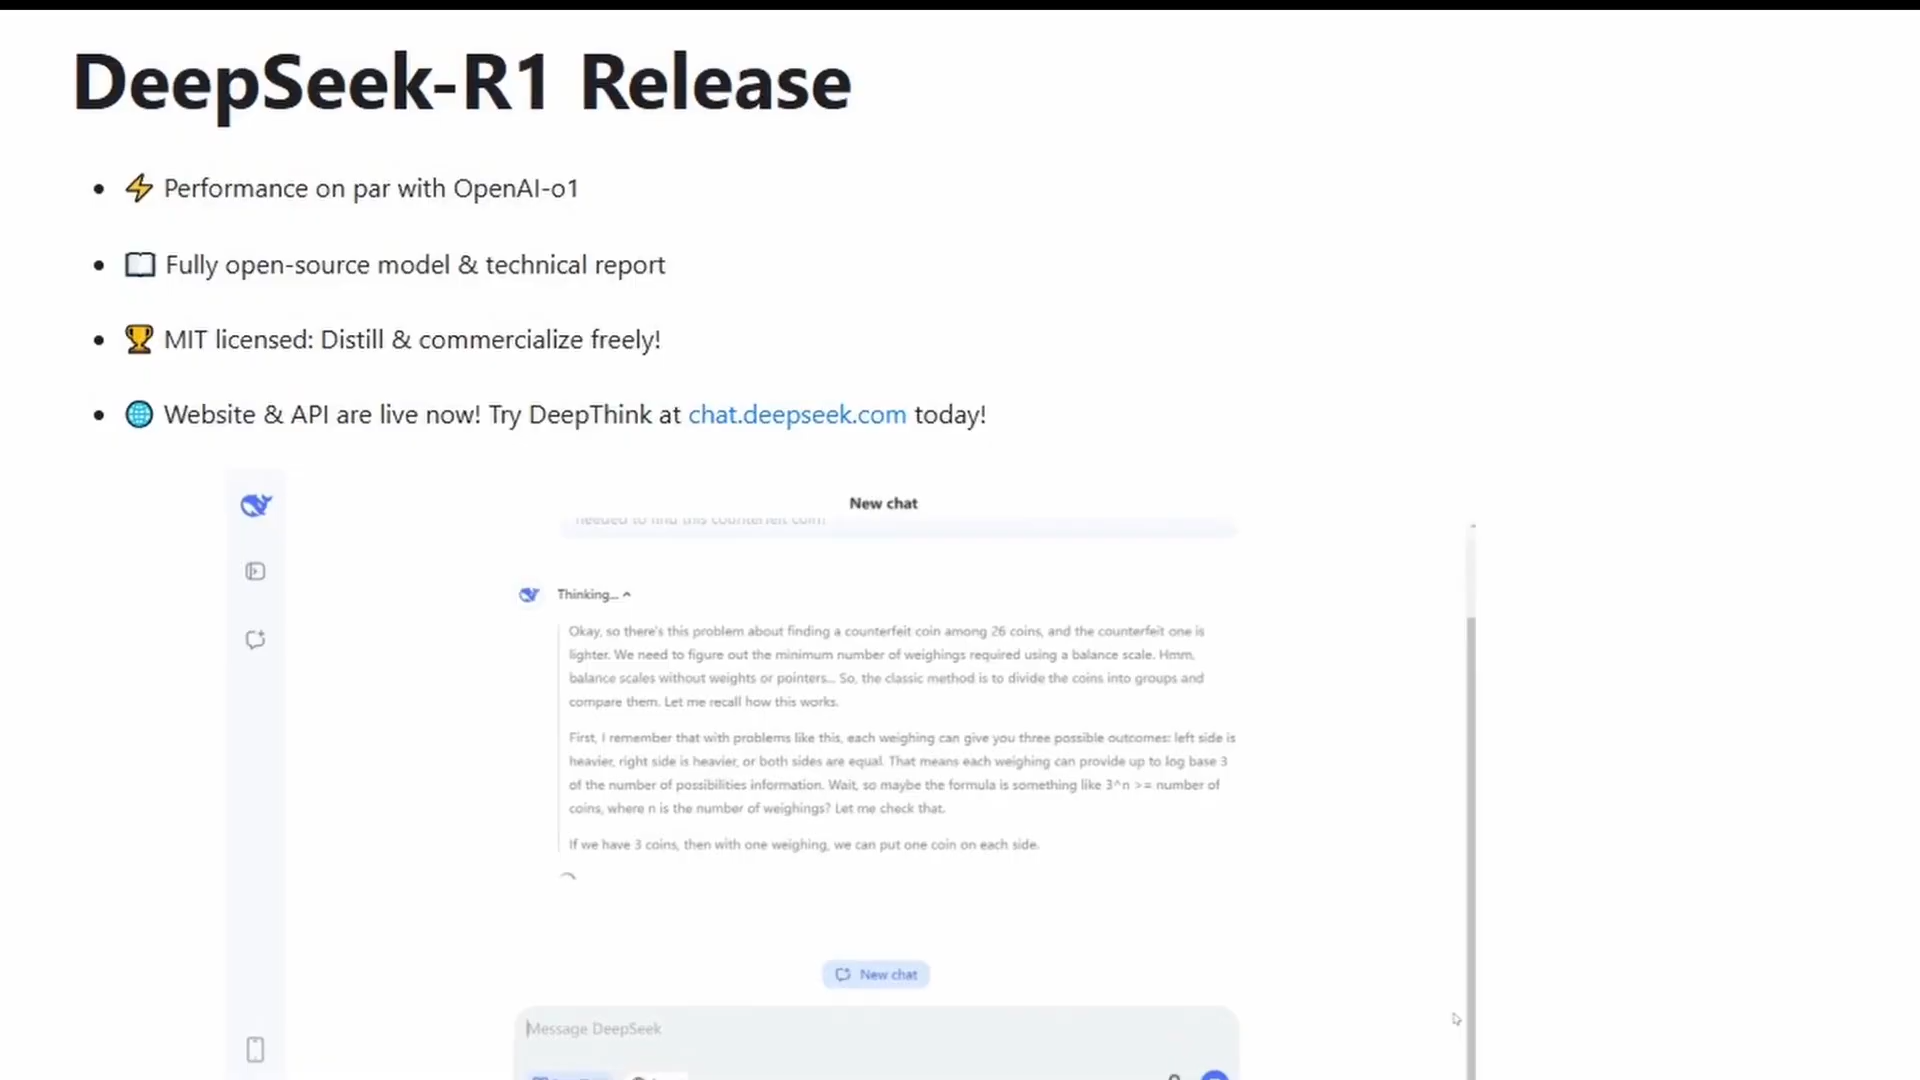 DeepSeek-R1 Release
⚡ Performance on par with OpenAI-o1
📖 Fully open-source model & technical report
🏆 MIT licensed: Distill & commercialize freely!
🌐 Website & API are live now! Try DeepThink at chat.deepseek.com today!
New chat
needed to find this counterfeit coin?
Thinking...
Okay, so there's this problem about finding a counterfeit coin among 26 coins, and the counterfeit one is
lighter. We need to figure out the minimum number of weighings required using a balance scale. Hmm,
balance scales without weights or pointers... So, the classic method is to divide the coins into groups and
compare them. Let me recall how this works.
First, I remember that with problems like this, each weighing can give you three possible outcomes: left side is
heavier, right side is heavier, or both sides are equal. That means each weighing can provide up to log base 3
of the number of possibilities information. Wait, so maybe the formula is something like 3^n >= number of
coins, where n is the number of weighings? Let me check that.
If we have 3 coins, then with one weighing, we can put one coin on each side.
New chat
Message DeepSeek